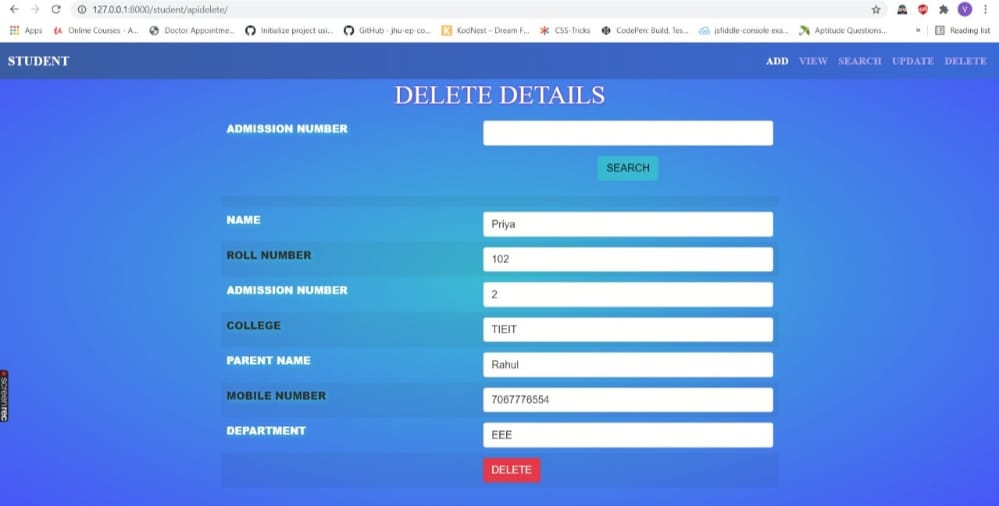 127.0.0.1:8000/student/apidelete/
Apps Online Courses - A... Doctor Appointme... Initialize project usi... GitHub - jhu-ep-co... KodNest – Dream F... CSS-Tricks CodePen: Build, Tes... jsfiddle-console exa... Aptitude Questions... » Reading list
STUDENT ADD VIEW SEARCH UPDATE DELETE
DELETE DETAILS
ADMISSION NUMBER
SEARCH
NAME Priya
ROLL NUMBER 102
ADMISSION NUMBER 2
COLLEGE TIEIT
PARENT NAME Rahul
MOBILE NUMBER 7067776554
DEPARTMENT EEE
DELETE
screenrec
V